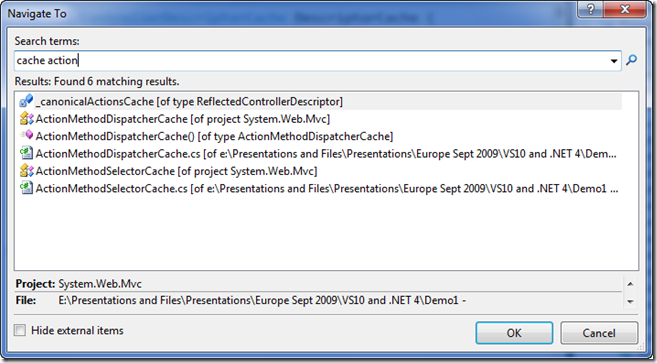 Navigate To
Search terms:
cache action
Results: Found 6 matching results.
_canonicalActionsCache [of type ReflectedControllerDescriptor]
ActionMethodDispatcherCache [of project System.Web.Mvc]
ActionMethodDispatcherCache() [of type ActionMethodDispatcherCache]
ActionMethodDispatcherCache.cs [of e:\Presentations and Files\Presentations\Europe Sept 2009\VS10 and .NET 4\Dem...
ActionMethodSelectorCache [of project System.Web.Mvc]
ActionMethodSelectorCache.cs [of e:\Presentations and Files\Presentations\Europe Sept 2009\VS10 and .NET 4\Demo1 ...
Project: System.Web.Mvc
File: E:\Presentations and Files\Presentations\Europe Sept 2009\VS10 and .NET 4\Demo1 -
Hide external items
OK
Cancel